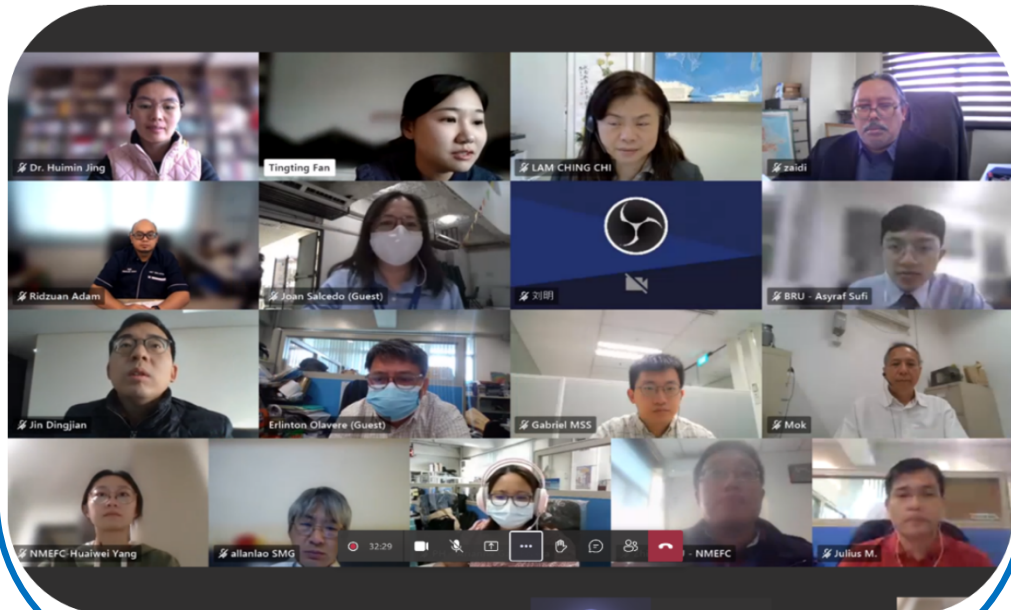 Dr. Huimin Jing
Tingting Fan
LAM CHING CHI
zaidi
Ridzuan Adam
Joan Salcedo (Guest)
刘明
BRU - Asyraf Sufi
Jin Dingjian
Erlinton Olavere (Guest)
Gabriel MSS
Mok
NMEFC-Huaiwei Yang
allanlao SMG
32:29
- NMEFC
Julius M.